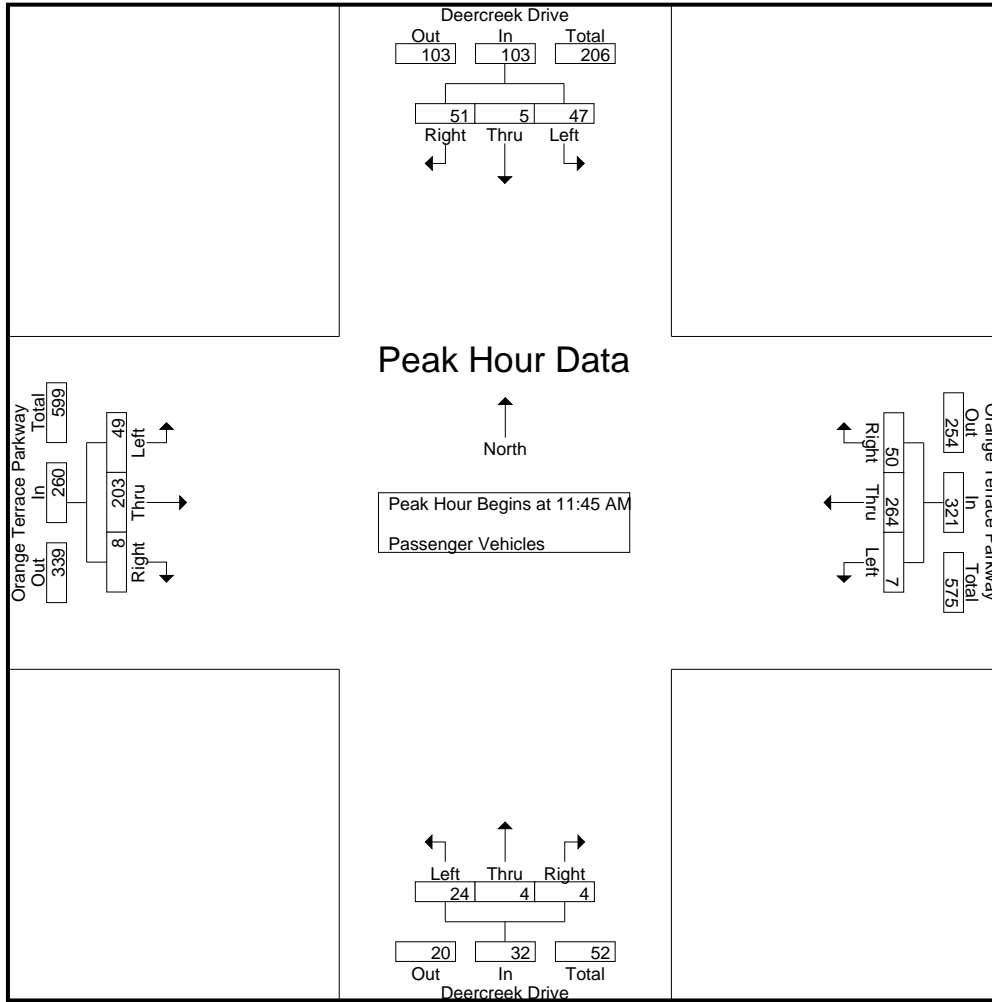 Deercreek Drive
Out In Total
103 103 206
51 5 47
Right Thru Left
Peak Hour Data
North
Peak Hour Begins at 11:45 AM
Passenger Vehicles
Orange Terrace Parkway
Out In Total
339 260 599
8 203 49
Right Thru Left
Orange Terrace Parkway
Out In Total
254 321 575
50 264 7
Right Thru Left
Left Thru Right
24 4 4
20 32 52
Out In Total
Deercreek Drive